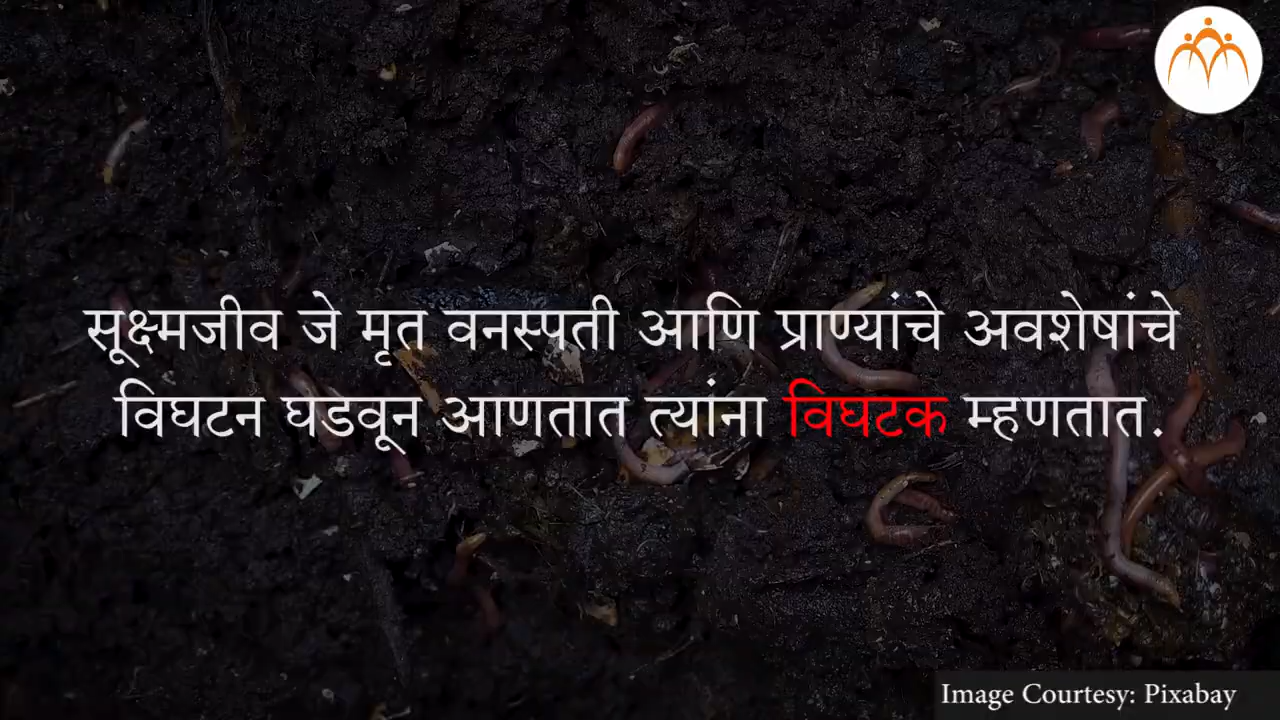 सूक्ष्मजीव जे मृत वनस्पती आणि प्राण्यांचे अवशेषांचे
विघटन घडवून आणतात त्यांना विघटक म्हणतात.
Image Courtesy: Pixabay